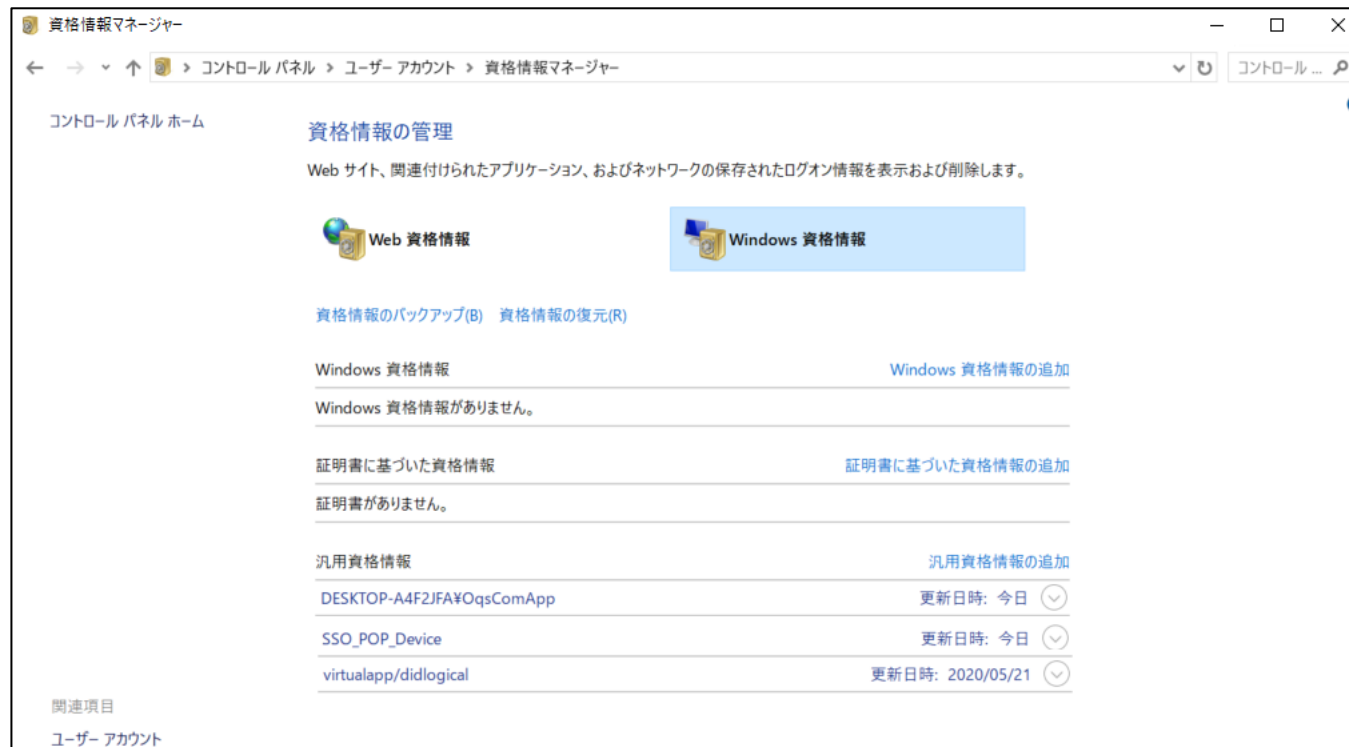 資格情報マネージャー
コントロール パネル > ユーザー アカウント > 資格情報マネージャー
コントロール ...
コントロール パネル ホーム
資格情報の管理
Web サイト、関連付けられたアプリケーション、およびネットワークの保存されたログオン情報を表示および削除します。
Web 資格情報
Windows 資格情報
資格情報のバックアップ(B) 資格情報の復元(R)
Windows 資格情報 Windows 資格情報の追加
Windows 資格情報がありません。
証明書に基づいた資格情報 証明書に基づいた資格情報の追加
証明書がありません。
汎用資格情報 汎用資格情報の追加
DESKTOP-A4F2JFA¥OqsComApp 更新日時: 今日
SSO_POP_Device 更新日時: 今日
virtualapp/didlogical 更新日時: 2020/05/21
関連項目
ユーザー アカウント